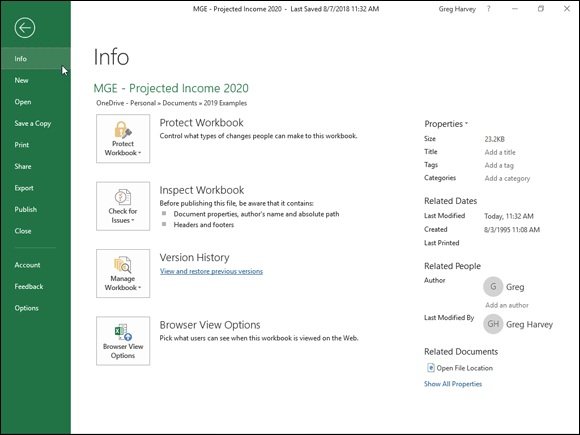 MGE - Projected Income 2020 - Last Saved 8/7/2018 11:32 AM
Greg Harvey ?
Info
New
Open
Save a Copy
Print
Share
Export
Publish
Close
Account
Feedback
Options
Info
MGE - Projected Income 2020
OneDrive - Personal » Documents » 2019 Examples
Protect
Workbook
Protect Workbook
Control what types of changes people can make to this workbook.
Check for
Issues
Inspect Workbook
Before publishing this file, be aware that it contains:
Document properties, author's name and absolute path
Headers and footers
Manage
Workbook
Version History
View and restore previous versions
Browser View
Options
Browser View Options
Pick what users can see when this workbook is viewed on the Web.
Properties
Size 23.2KB
Title Add a title
Tags Add a tag
Categories Add a category
Related Dates
Last Modified Today, 11:32 AM
Created 8/3/1995 11:08 AM
Last Printed
Related People
Author G Greg
Add an author
Last Modified By GH Greg Harvey
Related Documents
Open File Location
Show All Properties